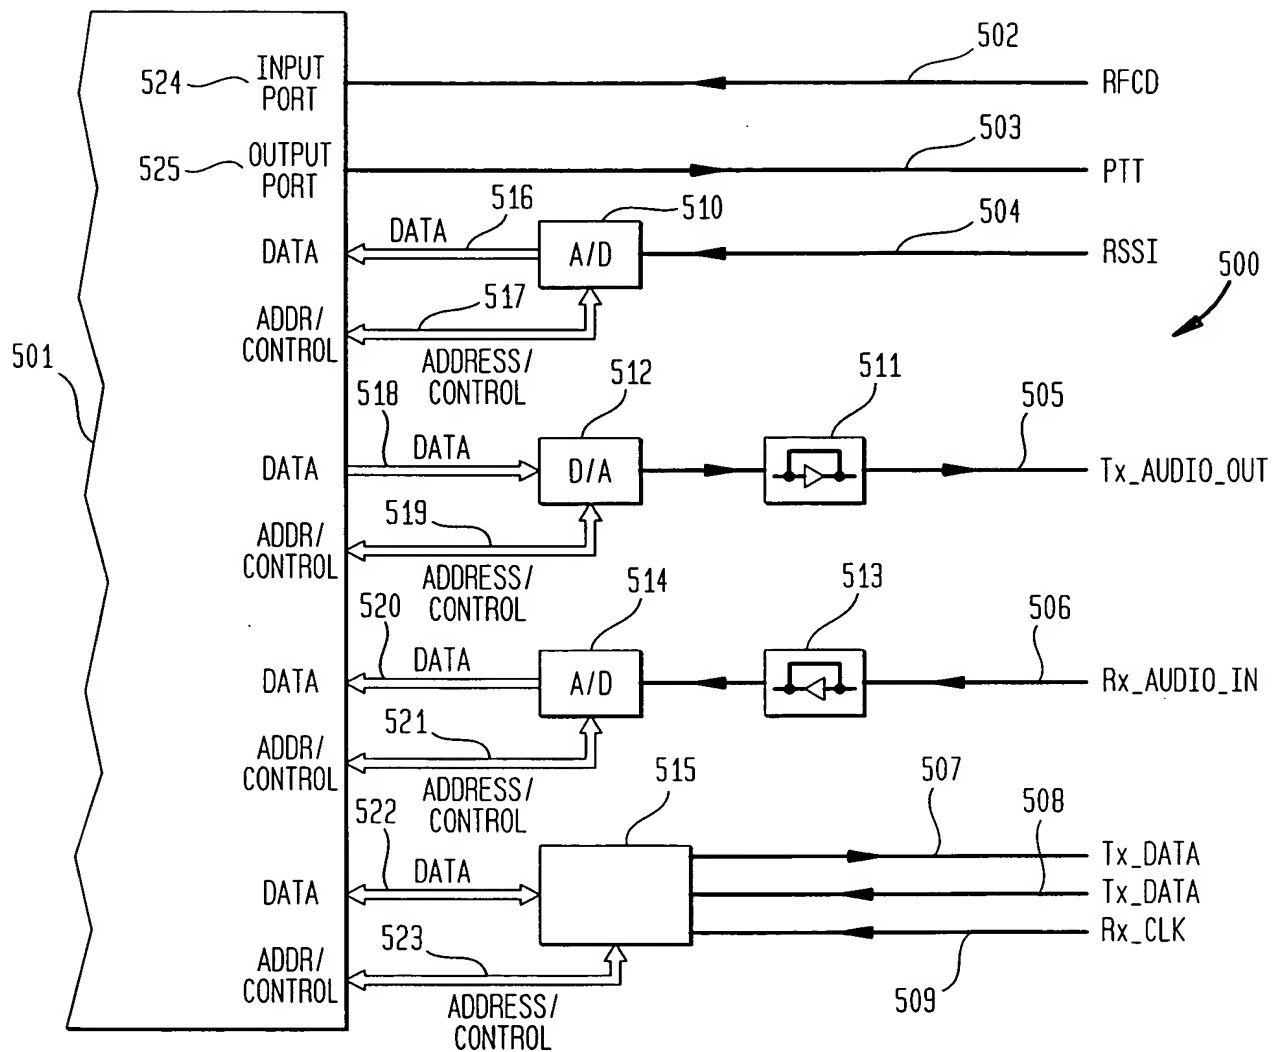 502
524
INPUT
PORT
RFCD
503
525
OUTPUT
PORT
PTT
516
510
504
DATA
DATA
A/D
RSSI
500
517
ADDR/
CONTROL
ADDRESS/
CONTROL
501
518
512
511
505
DATA
DATA
D/A
Tx_AUDIO_OUT
519
ADDR/
CONTROL
ADDRESS/
CONTROL
520
514
513
506
DATA
DATA
A/D
Rx_AUDIO_IN
521
ADDR/
CONTROL
ADDRESS/
CONTROL
515
507
522
508
DATA
DATA
Tx_DATA
Tx_DATA
Rx_CLK
523
ADDR/
CONTROL
ADDRESS/
CONTROL
509